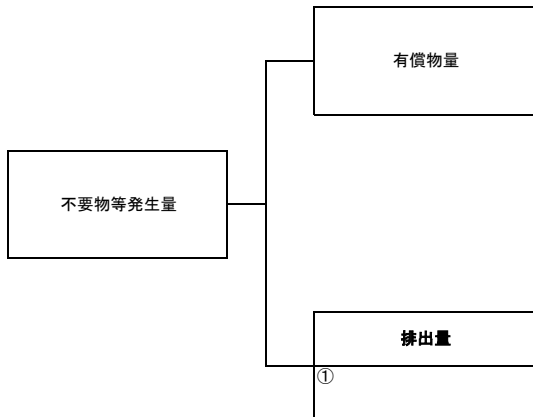 有償物量
不要物等発生量
排出量
①